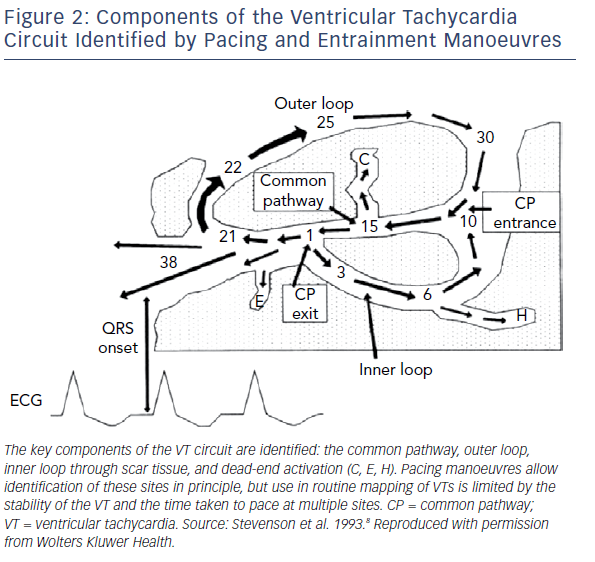 Figure 2: Components of the Ventricular Tachycardia
Circuit Identified by Pacing and Entrainment Manoeuvres
Outer loop
25
30
22
C
Common
pathway
CP
entrance
15
10
21
1
38
3
6
E
CP
exit
H
QRS
onset
Inner loop
ECG
The key components of the VT circuit are identified: the common pathway, outer loop,
inner loop through scar tissue, and dead-end activation (C, E, H). Pacing manoeuvres allow
identification of these sites in principle, but use in routine mapping of VTs is limited by the
stability of the VT and the time taken to pace at multiple sites. CP = common pathway;
VT = ventricular tachycardia. Source: Stevenson et al. 1993.⁸ Reproduced with permission
from Wolters Kluwer Health.